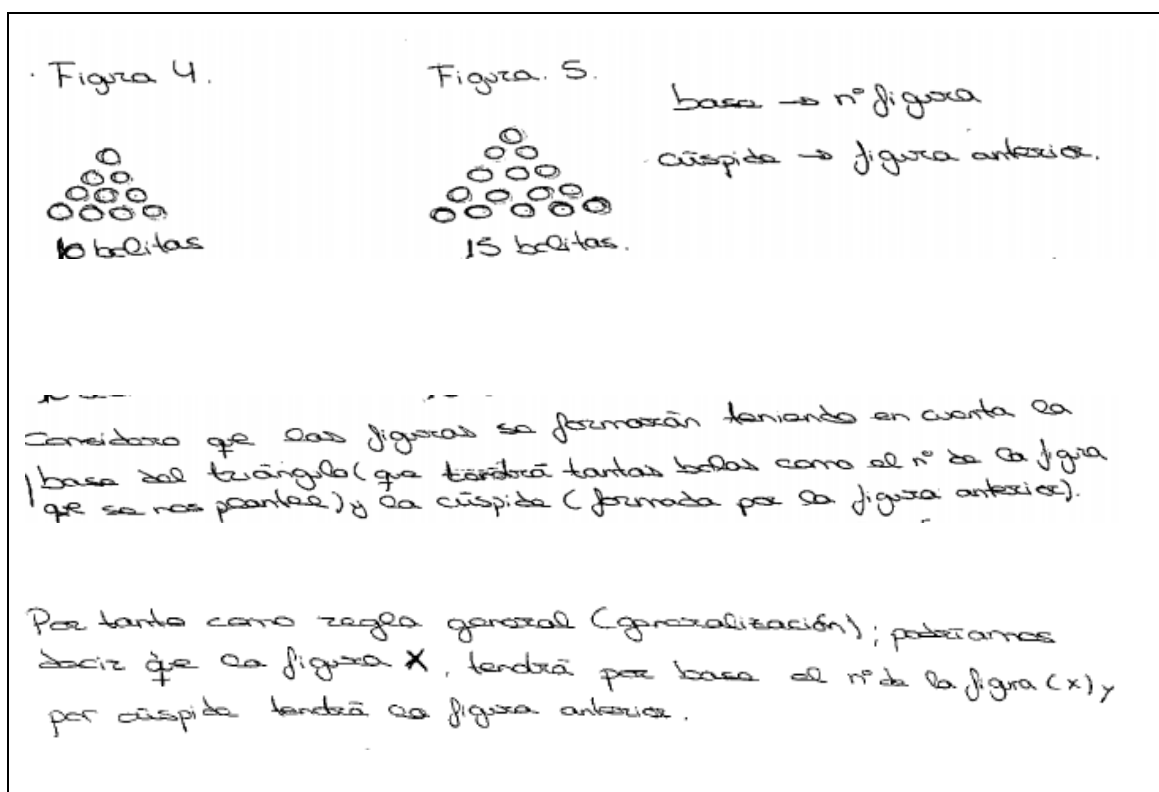 Figura 4.
Figura. 5.
base → nº figura
cúspide → figura anterior.
10 bolitas
15 bolitas.
Considero que las figuras se formarán teniendo en cuenta la
base del triángulo (que tendrá tantas bolas como el nº de la figura
que se nos plantee) y la cúspide (formada por la figura anterior).
Por tanto como regla general (generalización); podríamos
decir que la figura X, tendrá por base el nº de la figura (x) y
por cúspide tendrá la figura anterior.